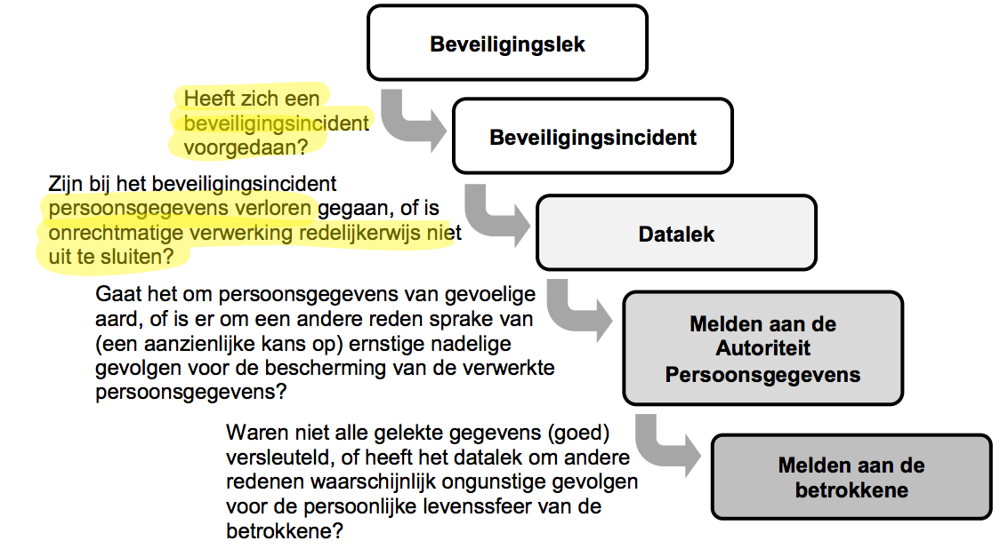 Beveiligingslek
Heeft zich een
beveiligingsincident
voorgedaan?
Beveiligingsincident
Zijn bij het beveiligingsincident
persoonsgegevens verloren gegaan, of is
onrechtmatige verwerking redelijkerwijs niet
uit te sluiten?
Datalek
Gaat het om persoonsgegevens van gevoelige
aard, of is er om een andere reden sprake van
(een aanzienlijke kans op) ernstige nadelige
gevolgen voor de bescherming van de verwerkte
persoonsgegevens?
Melden aan de
Autoriteit
Persoonsgegevens
Waren niet alle gelekte gegevens (goed)
versleuteld, of heeft het datalek om andere
redenen waarschijnlijk ongunstige gevolgen
voor de persoonlijke levenssfeer van de
betrokkene?
Melden aan de
betrokkene